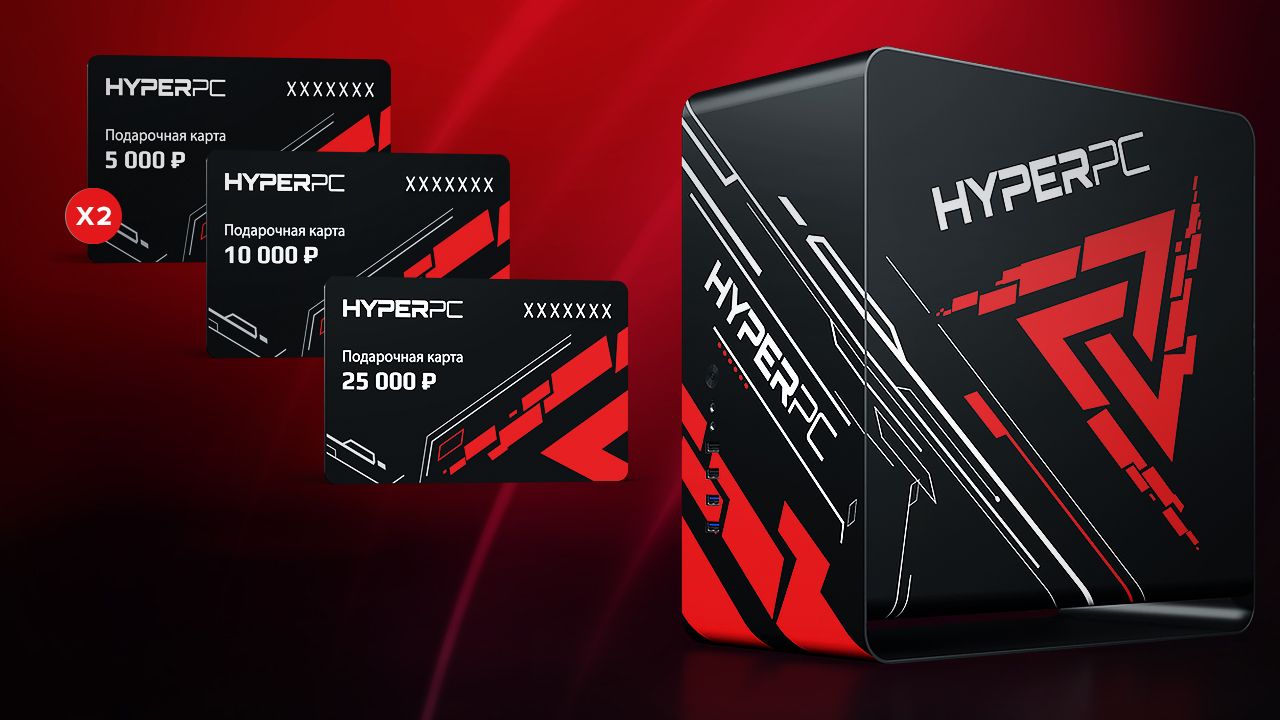 HYPERPC XXXXXXX
Подарочная карта
5 000 ₽
X2
HYPERPC XXXXXXX
Подарочная карта
10 000 ₽
HYPERPC XXXXXXX
Подарочная карта
25 000 ₽
HYPERPC
HYPERPC